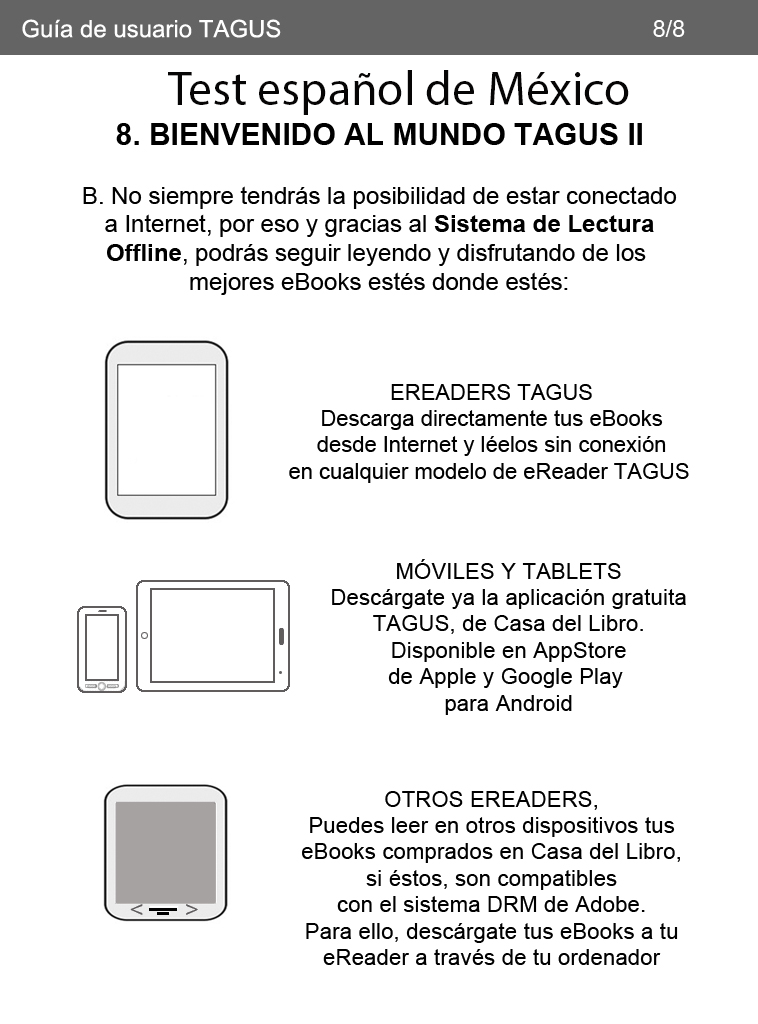 Guía de usuario TAGUS 8/8
Test español de México
8. BIENVENIDO AL MUNDO TAGUS II
B. No siempre tendrás la posibilidad de estar conectado
a Internet, por eso y gracias al Sistema de Lectura
Offline, podrás seguir leyendo y disfrutando de los
mejores eBooks estés donde estés:
EREADERS TAGUS
Descarga directamente tus eBooks
desde Internet y léelos sin conexión
en cualquier modelo de eReader TAGUS
MÓVILES Y TABLETS
Descárgate ya la aplicación gratuita
TAGUS, de Casa del Libro.
Disponible en AppStore
de Apple y Google Play
para Android
OTROS EREADERS,
Puedes leer en otros dispositivos tus
eBooks comprados en Casa del Libro,
si éstos, son compatibles
con el sistema DRM de Adobe.
Para ello, descárgate tus eBooks a tu
eReader a través de tu ordenador